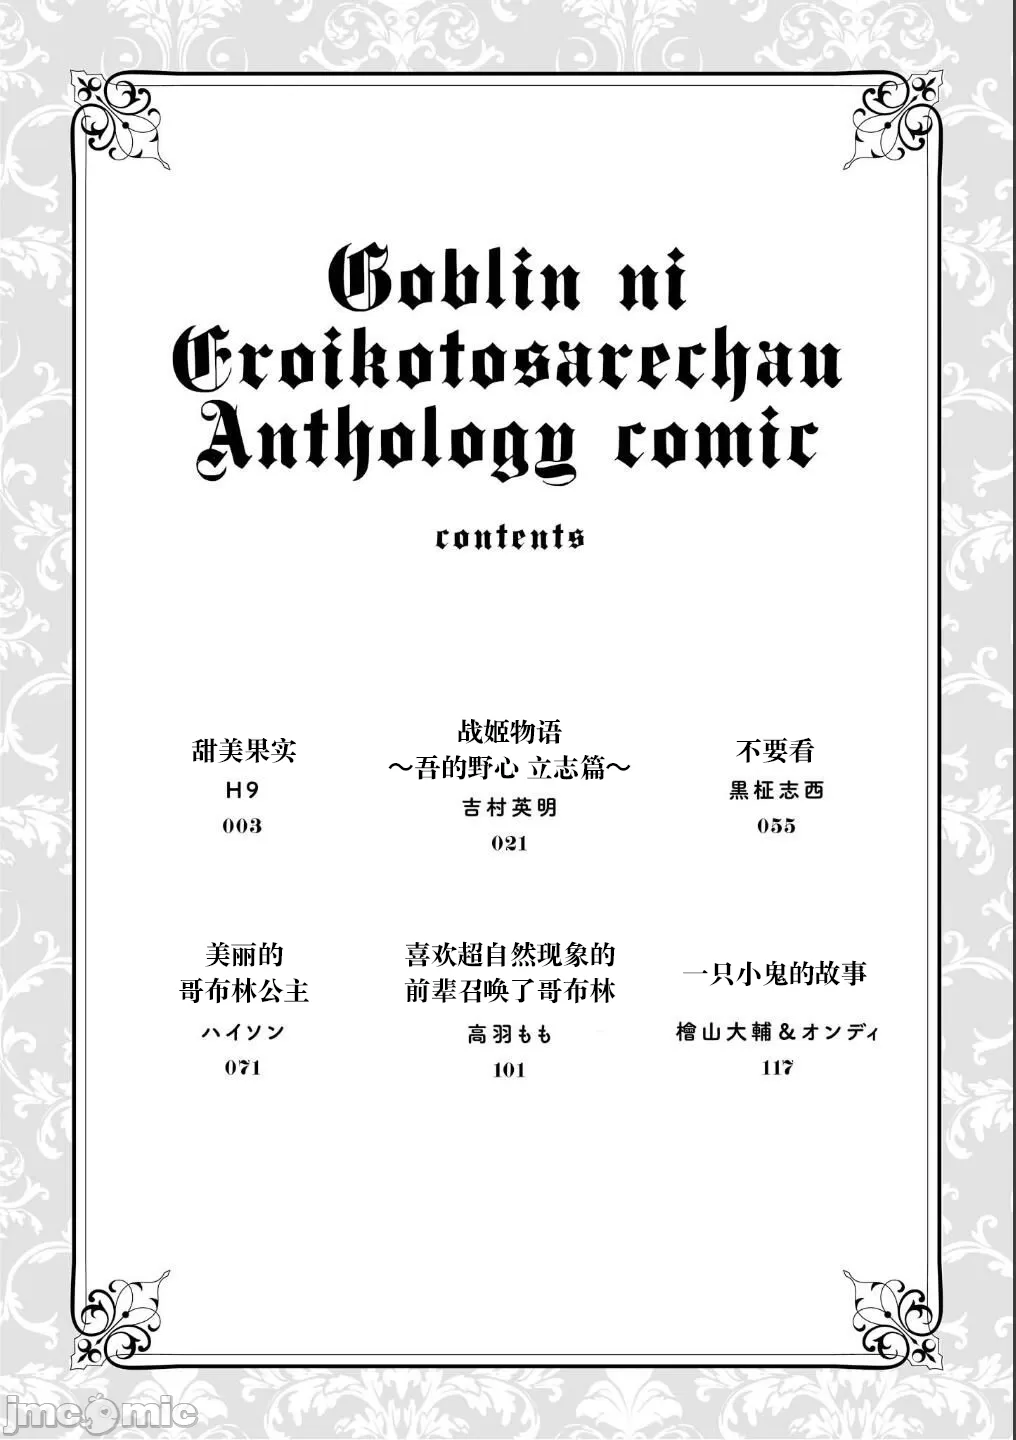 Goblin ni
Eroikotosarechau
Anthology comic
contents
甜美果实
H9
003
战姬物语
～吾的野心 立志篇～
吉村英明
021
不要看
黒柾志西
055
美丽的
哥布林公主
ハイソン
071
喜欢超自然现象的
前辈召唤了哥布林
高羽もも
101
一只小鬼的故事
檜山大輔＆オンディ
117
jmcomic